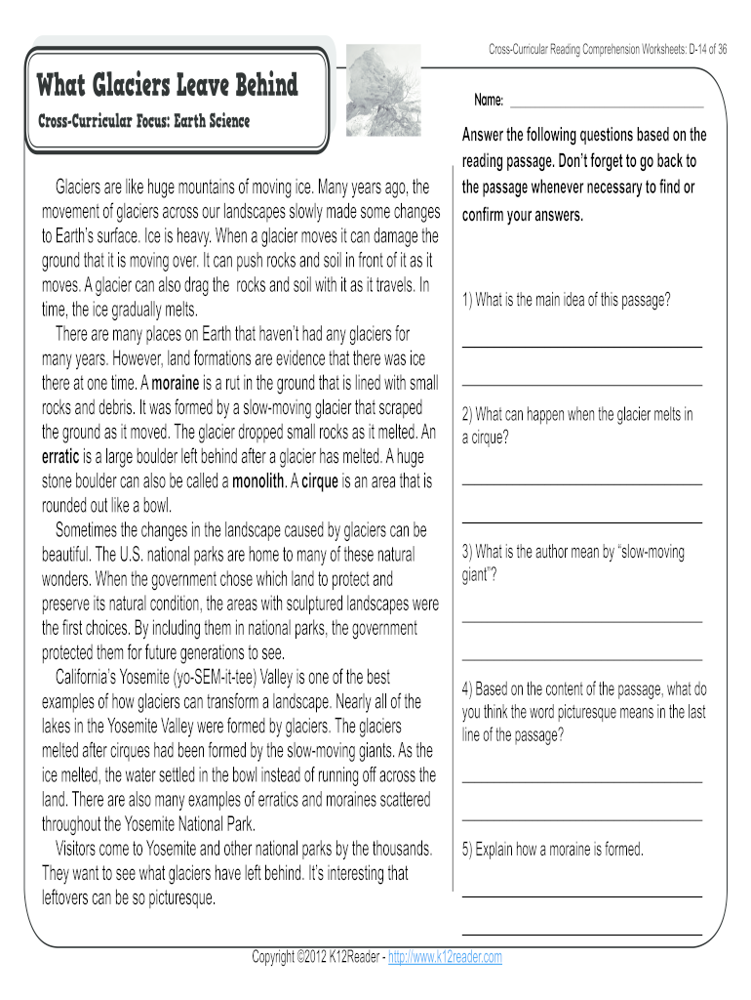 Cross-Curricular Reading Comprehension Worksheets: D-14 of 36
What Glaciers Leave Behind
Cross-Curricular Focus: Earth Science
Glaciers are like huge mountains of moving ice. Many years ago, the
movement of glaciers across our landscapes slowly made some changes
to Earth's surface. Ice is heavy. When a glacier moves it can damage the
ground that it is moving over. It can push rocks and soil in front of it as it
moves. A glacier can also drag the rocks and soil with it as it travels. In
time, the ice gradually melts.
There are many places on Earth that haven't had any glaciers for
many years. However, land formations are evidence that there was ice
there at one time. A moraine is a rut in the ground that is lined with small
rocks and debris. It was formed by a slow-moving glacier that scraped
the ground as it moved. The glacier dropped small rocks as it melted. An
erratic is a large boulder left behind after a glacier has melted. A huge
stone boulder can also be called a monolith. A cirque is an area that is
rounded out like a bowl.
Sometimes the changes in the landscape caused by glaciers can be
beautiful. The U.S. national parks are home to many of these natural
wonders. When the government chose which land to protect and
preserve its natural condition, the areas with sculptured landscapes were
the first choices. By including them in national parks, the government
protected them for future generations to see.
California's Yosemite (yo-SEM-it-tee) Valley is one of the best
examples of how glaciers can transform a landscape. Nearly all of the
lakes in the Yosemite Valley were formed by glaciers. The glaciers
melted after cirques had been formed by the slow-moving giants. As the
ice melted, the water settled in the bowl instead of running off across the
land. There are also many examples of erratics and moraines scattered
throughout the Yosemite National Park.
Visitors come to Yosemite and other national parks by the thousands.
They want to see what glaciers have left behind. It's interesting that
leftovers can be so picturesque.
Name:
Answer the following questions based on the
reading passage. Don't forget to go back to
the passage whenever necessary to find or
confirm your answers.
1) What is the main idea of this passage?
2) What can happen when the glacier melts in
a cirque?
3) What is the author mean by “slow-moving
giant”?
4) Based on the content of the passage, what do
you think the word picturesque means in the last
line of the passage?
5) Explain how a moraine is formed.
Copyright ©2012 K12Reader - http://www.k12reader.com